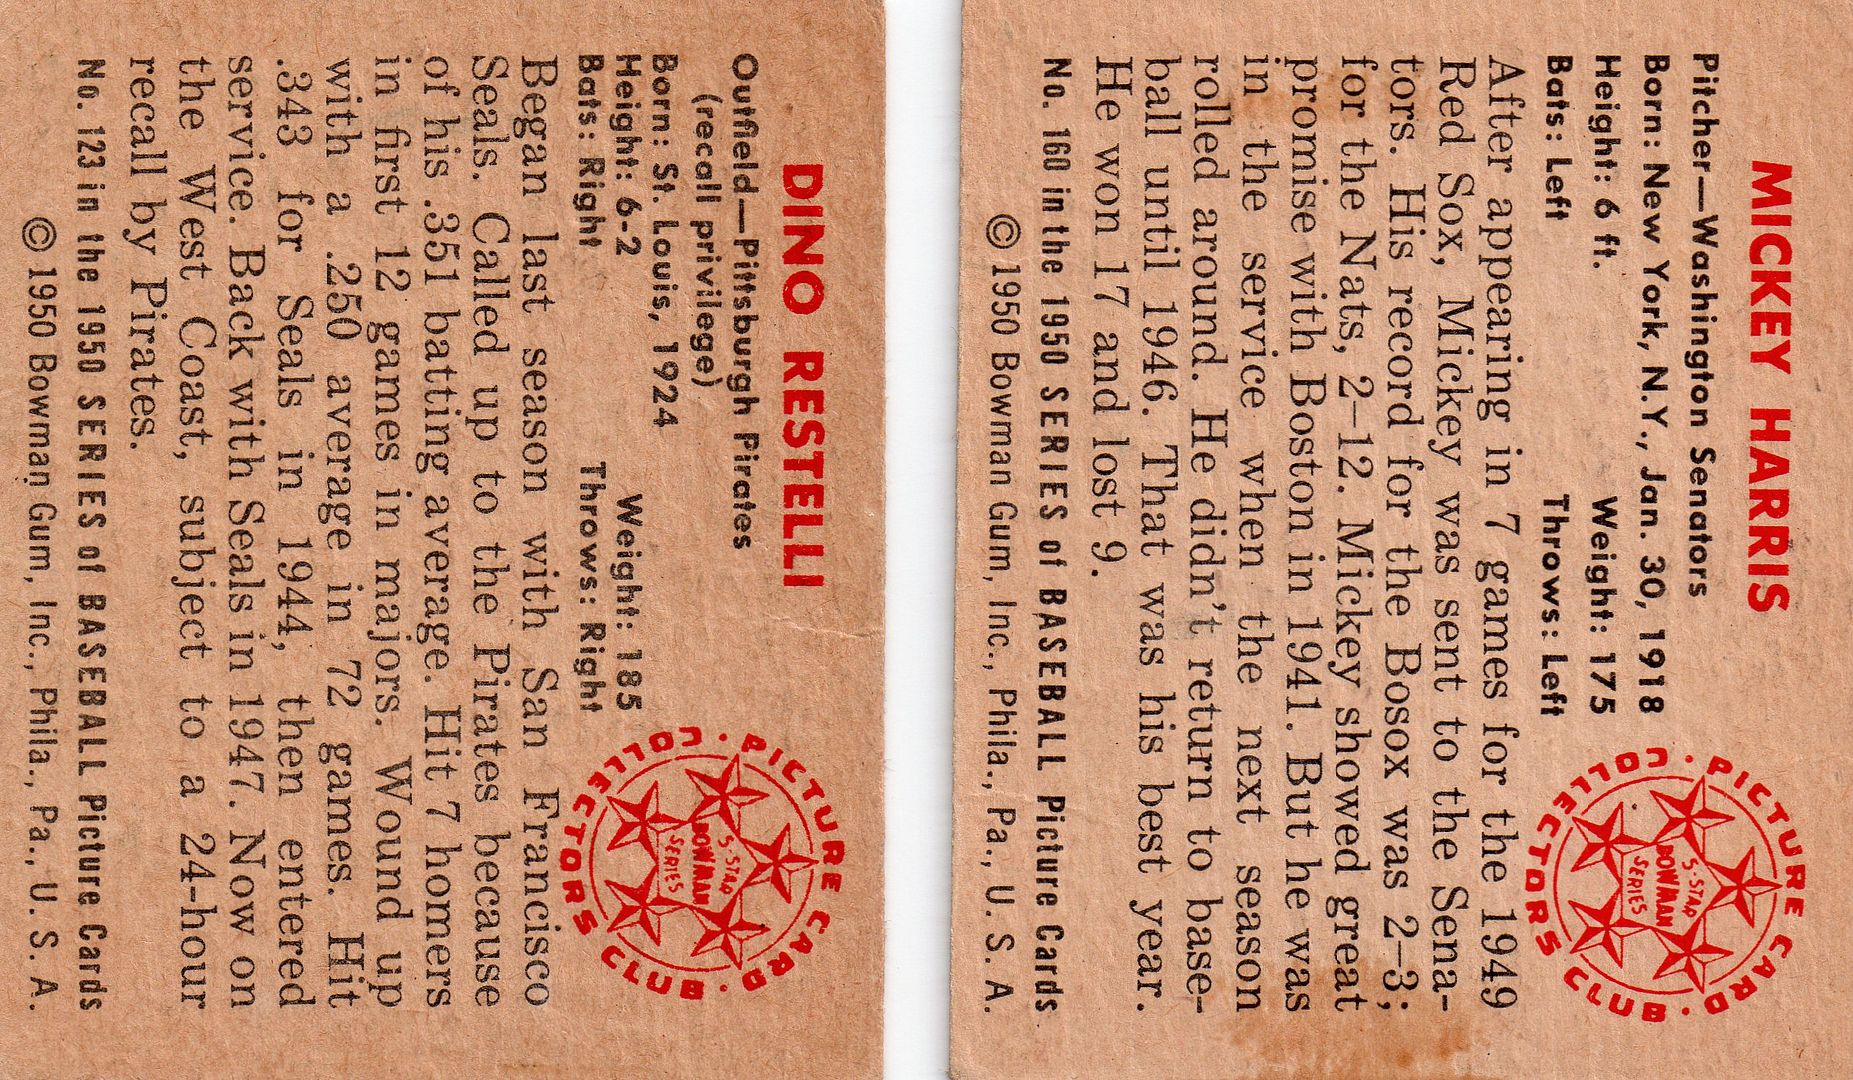 DINO RESTELLI
Outfield—Pittsburgh Pirates
(recall privilege)
Born: St. Louis, 1924
Height: 6-2 Weight: 185
Bats: Right Throws: Right
Began last season with San Francisco
Seals. Called up to the Pirates because
of his .351 batting average. Hit 7 homers
in first 12 games in majors. Wound up
with a .250 average in 72 games. Hit
.343 for Seals in 1944, then entered
service. Back with Seals in 1947. Now on
the West Coast, subject to a 24-hour
recall by Pirates.
No. 123 in the 1950 SERIES of BASEBALL Picture Cards
© 1950 Bowman Gum, Inc., Phila., Pa., U. S. A.
PICTURE CARD COLLECTORS CLUB
5-STAR
BOWMAN
SERIES
MICKEY HARRIS
Pitcher—Washington Senators
Born: New York, N.Y., Jan. 30, 1918
Height: 6 ft. Weight: 175
Bats: Left Throws: Left
After appearing in 7 games for the 1949
Red Sox, Mickey was sent to the Sena-
tors. His record for the Bosox was 2–3;
for the Nats, 2–12. Mickey showed great
promise with Boston in 1941. But he was
in the service when the next season
rolled around. He didn't return to base-
ball until 1946. That was his best year.
He won 17 and lost 9.
No. 160 in the 1950 SERIES of BASEBALL Picture Cards
© 1950 Bowman Gum, Inc., Phila., Pa., U. S. A.
PICTURE CARD COLLECTORS CLUB
5-STAR
BOWMAN
SERIES